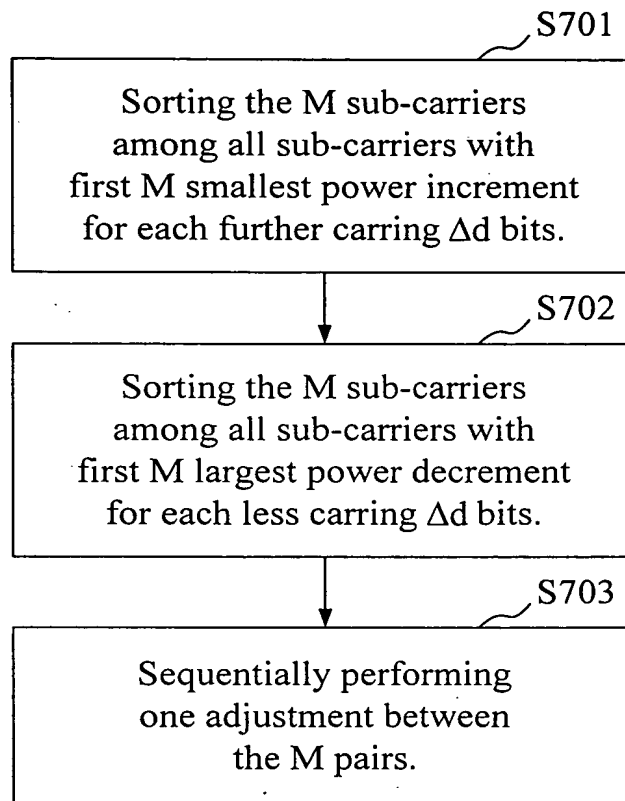 S701
Sorting the M sub-carriers
among all sub-carriers with
first M smallest power increment
for each further carring Δd bits.
S702
Sorting the M sub-carriers
among all sub-carriers with
first M largest power decrement
for each less carring Δd bits.
S703
Sequentially performing
one adjustment between
the M pairs.